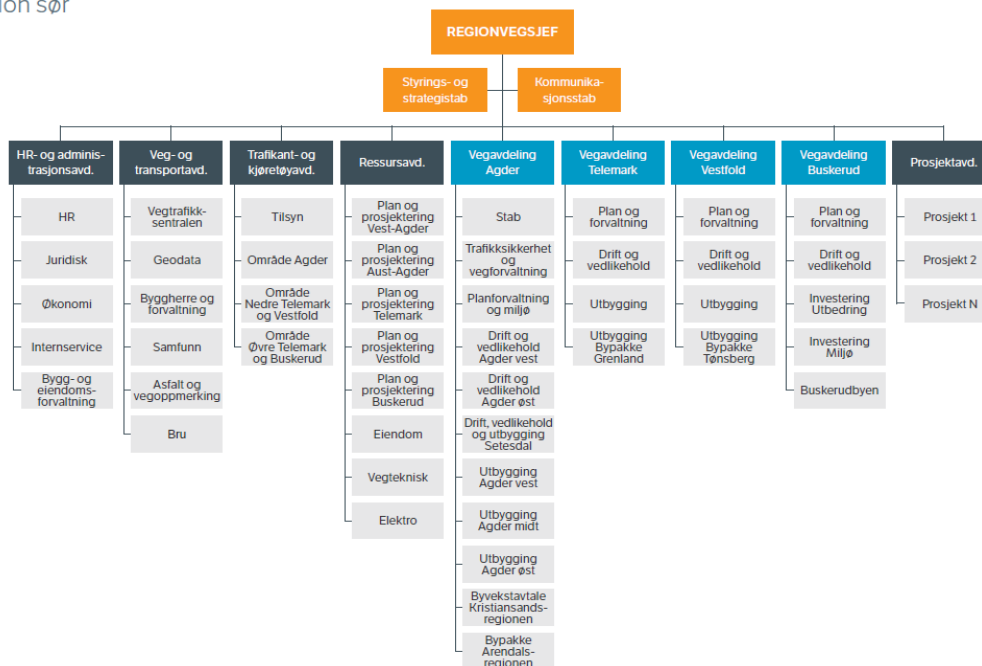 ion sør
REGIONVEGSJEF
Styrings- og
strategistab
Kommunika-
sjonsstab
HR- og adminis-
trasjonsavd.
HR
Juridisk
Økonomi
Internservice
Bygg- og
eiendoms-
forvaltning
Veg- og
transportavd.
Vegtrafikk-
sentralen
Geodata
Byggherre og
forvaltning
Samfunn
Asfalt og
vegoppmerking
Bru
Trafikant- og
kjøretøyavd.
Tilsyn
Område Agder
Område
Nedre Telemark
og Vestfold
Område
Øvre Telemark
og Buskerud
Ressursavd.
Plan og
prosjektering
Vest-Agder
Plan og
prosjektering
Aust-Agder
Plan og
prosjektering
Telemark
Plan og
prosjektering
Vestfold
Plan og
prosjektering
Buskerud
Eiendom
Vegteknisk
Elektro
Vegavdeling
Agder
Stab
Trafikksikkerhet
og
vegforvaltning
Planforvaltning
og miljø
Drift og
vedlikehold
Agder vest
Drift og
vedlikehold
Agder øst
Drift, vedlikehold
og utbygging
Setesdal
Utbygging
Agder vest
Utbygging
Agder midt
Utbygging
Agder øst
Byvekstavtale
Kristiansands-
regionen
Bypakke
Arendals-
regionen
Vegavdeling
Telemark
Plan og
forvaltning
Drift og
vedlikehold
Utbygging
Utbygging
Bypakke
Grenland
Vegavdeling
Vestfold
Plan og
forvaltning
Drift og
vedlikehold
Utbygging
Utbygging
Bypakke
Tønsberg
Vegavdeling
Buskerud
Plan og
forvaltning
Drift og
vedlikehold
Investering
Utbedring
Investering
Miljø
Buskerudbyen
Prosjektavd.
Prosjekt 1
Prosjekt 2
Prosjekt N